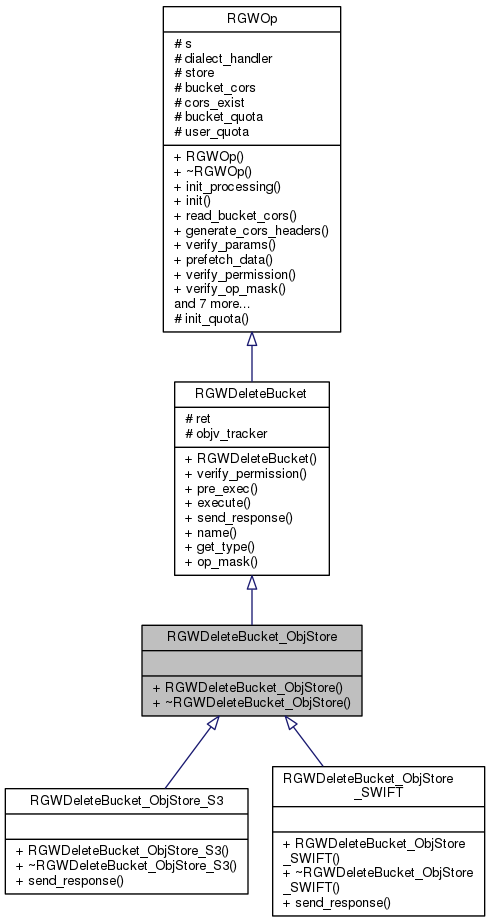 RGWOp
# s
# dialect_handler
# store
# bucket_cors
# cors_exist
# bucket_quota
# user_quota
+ RGWOp()
+ ~RGWOp()
+ init_processing()
+ init()
+ read_bucket_cors()
+ generate_cors_headers()
+ verify_params()
+ prefetch_data()
+ verify_permission()
+ verify_op_mask()
and 7 more...
# init_quota()
RGWDeleteBucket
# ret
# objv_tracker
+ RGWDeleteBucket()
+ verify_permission()
+ pre_exec()
+ execute()
+ send_response()
+ name()
+ get_type()
+ op_mask()
RGWDeleteBucket_ObjStore
+ RGWDeleteBucket_ObjStore()
+ ~RGWDeleteBucket_ObjStore()
RGWDeleteBucket_ObjStore_S3
+ RGWDeleteBucket_ObjStore_S3()
+ ~RGWDeleteBucket_ObjStore_S3()
+ send_response()
RGWDeleteBucket_ObjStore
_SWIFT
+ RGWDeleteBucket_ObjStore
_SWIFT()
+ ~RGWDeleteBucket_ObjStore
_SWIFT()
+ send_response()